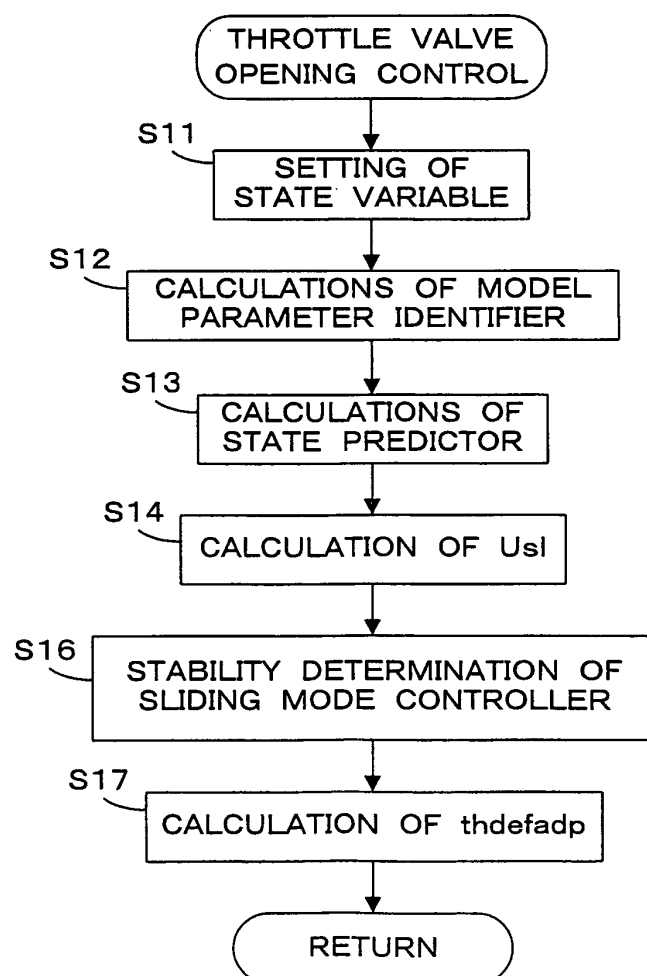 THROTTLE VALVE
OPENING CONTROL
S11
SETTING OF
STATE VARIABLE
S12
CALCULATIONS OF MODEL
PARAMETER IDENTIFIER
S13
CALCULATIONS OF
STATE PREDICTOR
S14
CALCULATION OF Usl
S16
STABILITY DETERMINATION OF
SLIDING MODE CONTROLLER
S17
CALCULATION OF thdefadp
RETURN